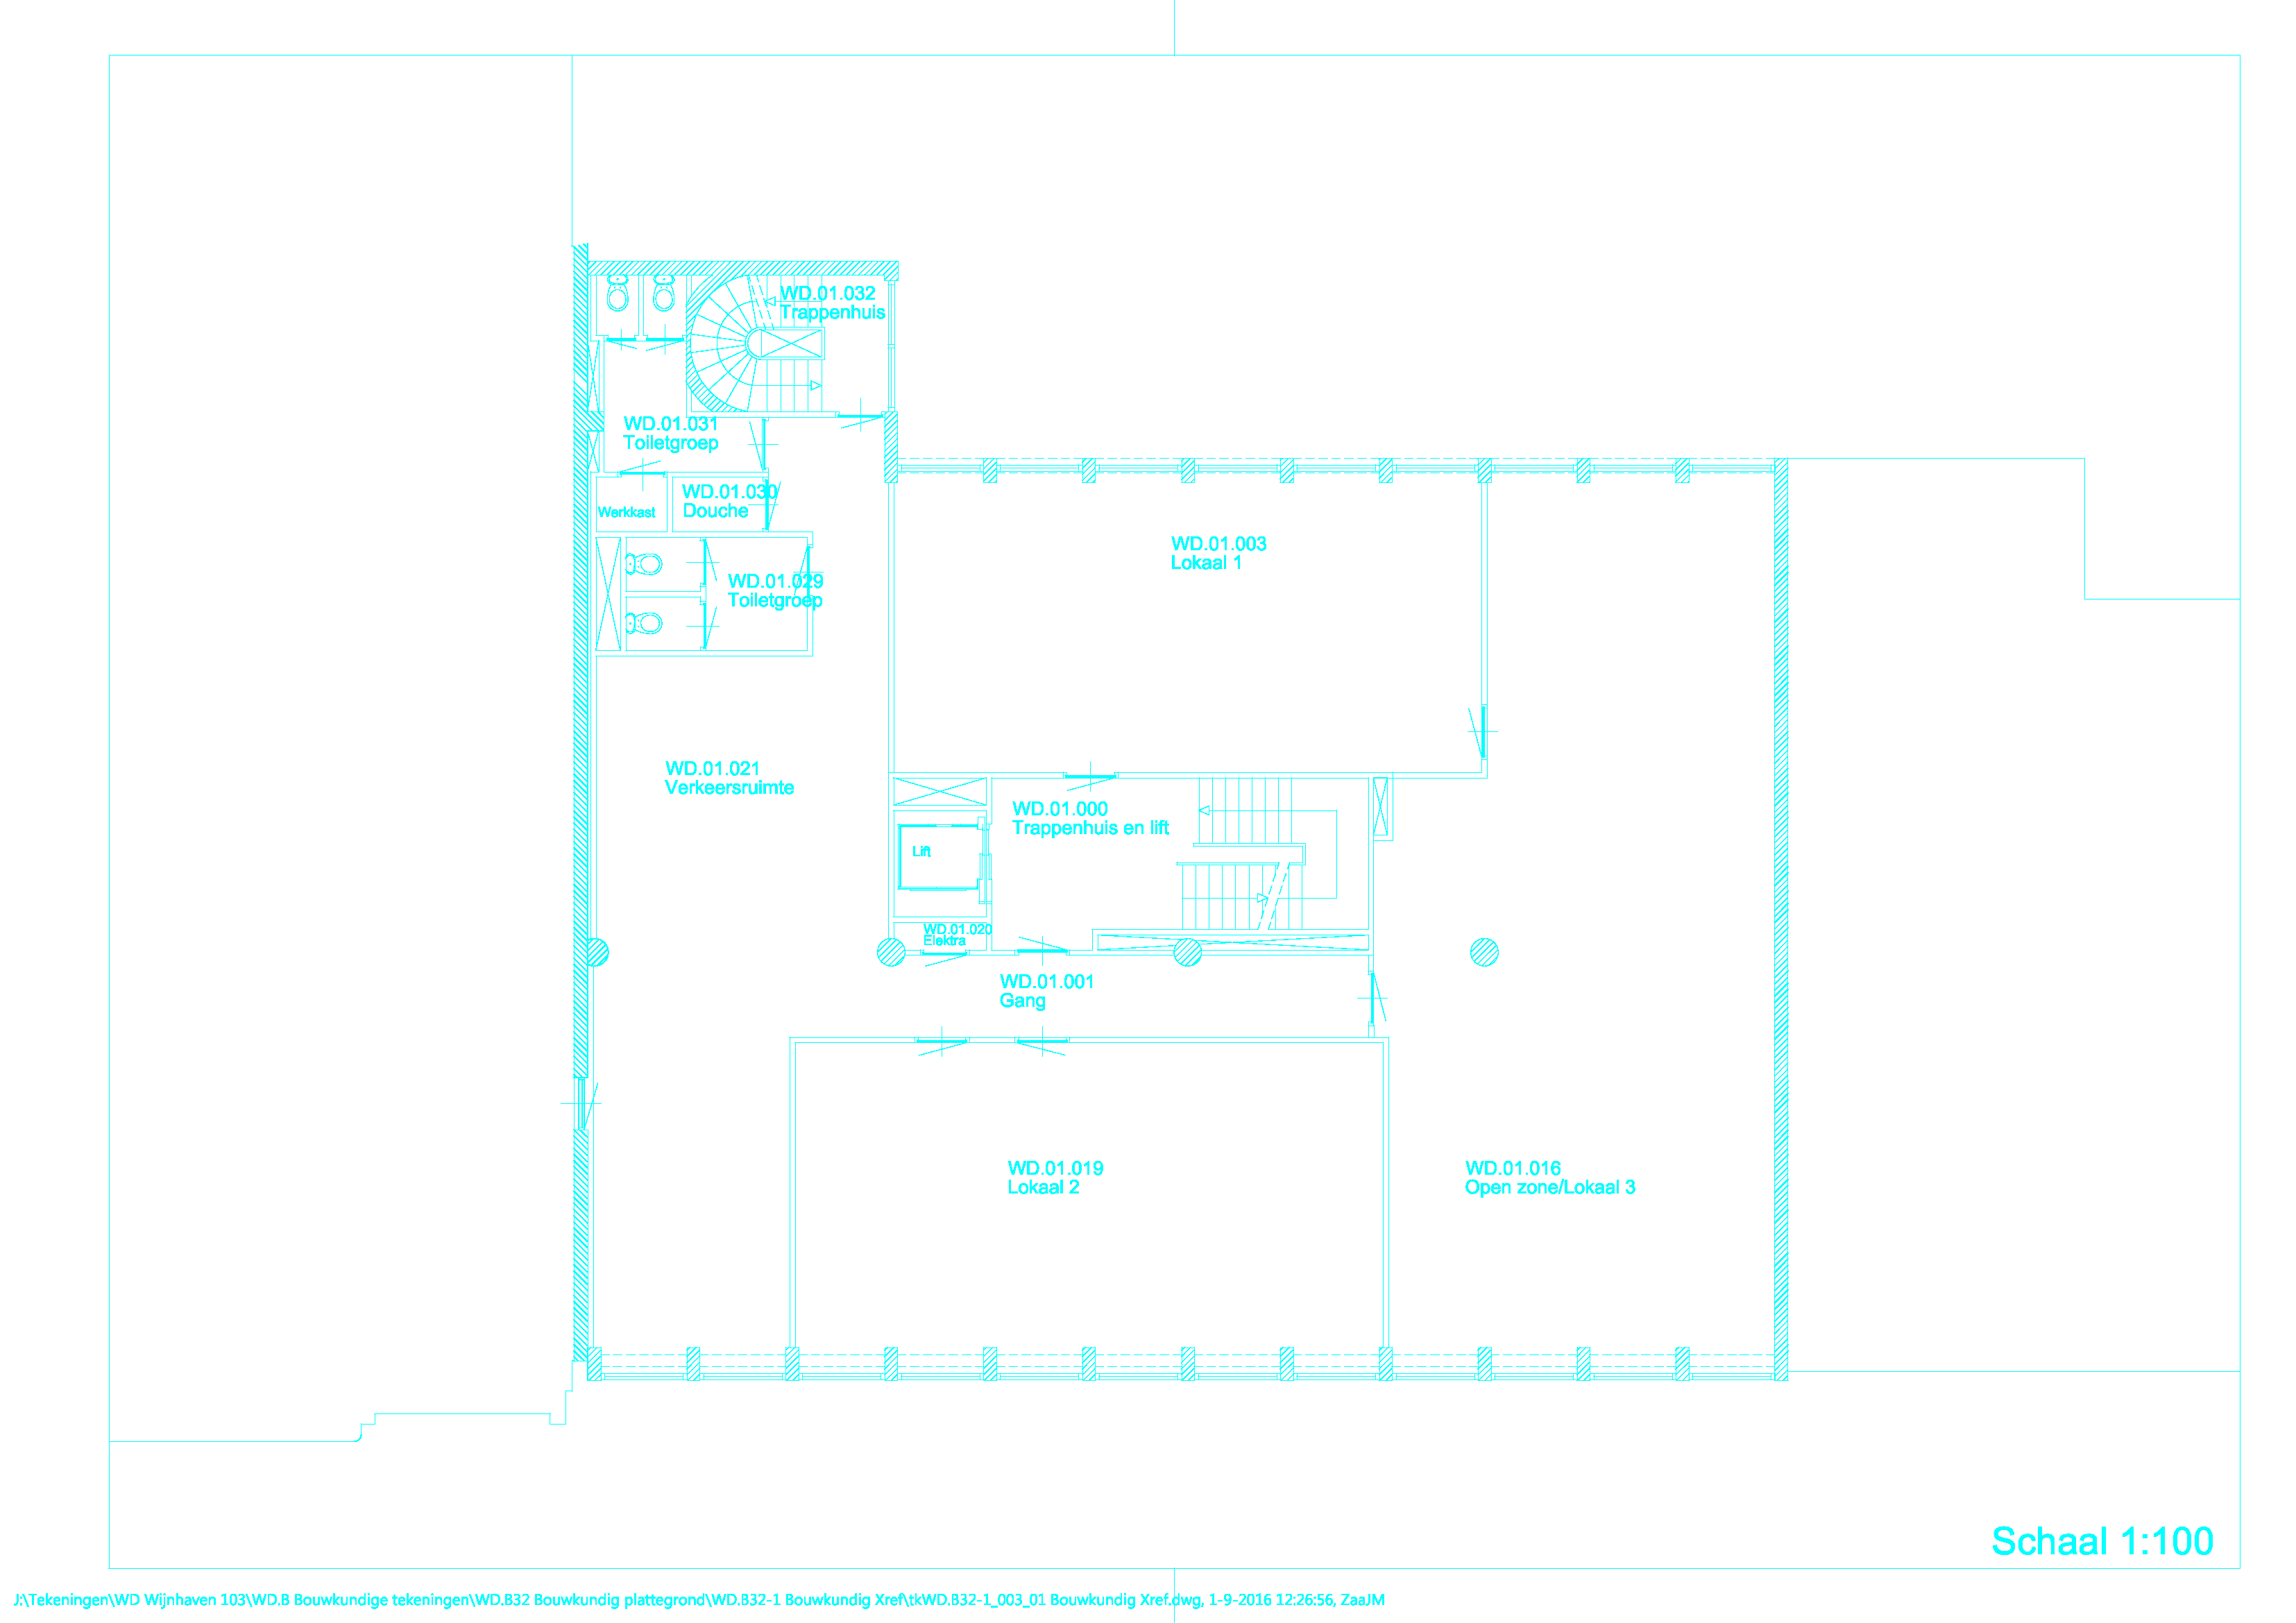 WD.01.032
Trappenhuis
WD.01.031
Toiletgroep
WD.01.030
Douche
Werkkast
WD.01.003
Lokaal 1
WD.01.029
Toiletgroep
WD.01.021
Verkeersruimte
WD.01.000
Trappenhuis en lift
Lift
WD.01.020
Elektra
WD.01.001
Gang
WD.01.019
Lokaal 2
WD.01.016
Open zone/Lokaal 3
Schaal 1:100
J:\Tekeningen\WD Wijnhaven 103\WD.B Bouwkundige tekeningen\WD.B32 Bouwkundig plattegrond\WD.B32-1 Bouwkundig Xref\tkWD.B32-1_003_01 Bouwkundig Xref.dwg, 1-9-2016 12:26:56, ZaaJM